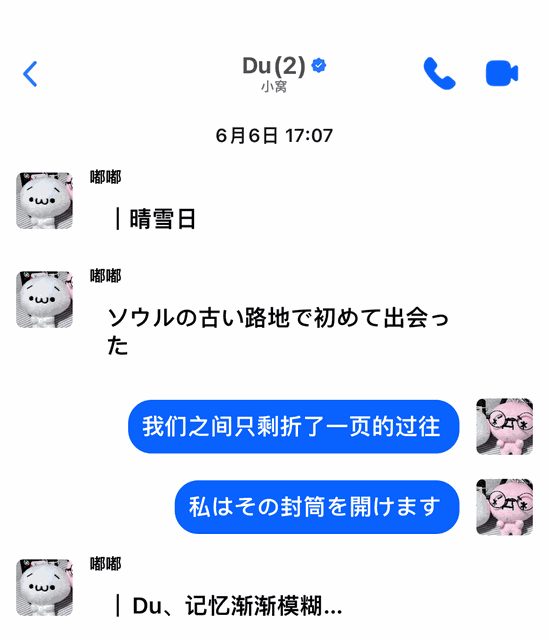 Du(2)
小窝
6月6日 17:07
嘟嘟
| 晴雪日
嘟嘟
ソウルの古い路地で初めて出会っ
た
我们之间只剩折了一页的过往
私はその封筒を開けます
嘟嘟
| Du、记忆渐渐模糊...